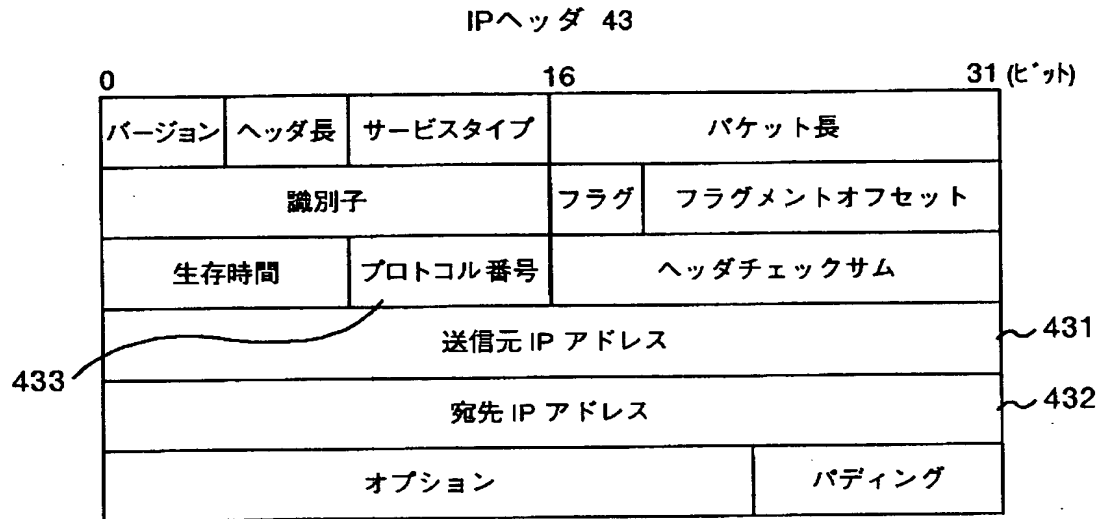 IPヘッダ 43
0 16 31 (ビット)
バージョン ヘッダ長 サービスタイプ パケット長
識別子 フラグ フラグメントオフセット
生存時間 プロトコル番号 ヘッダチェックサム
送信元 IP アドレス 431
433
宛先 IP アドレス 432
オプション パディング